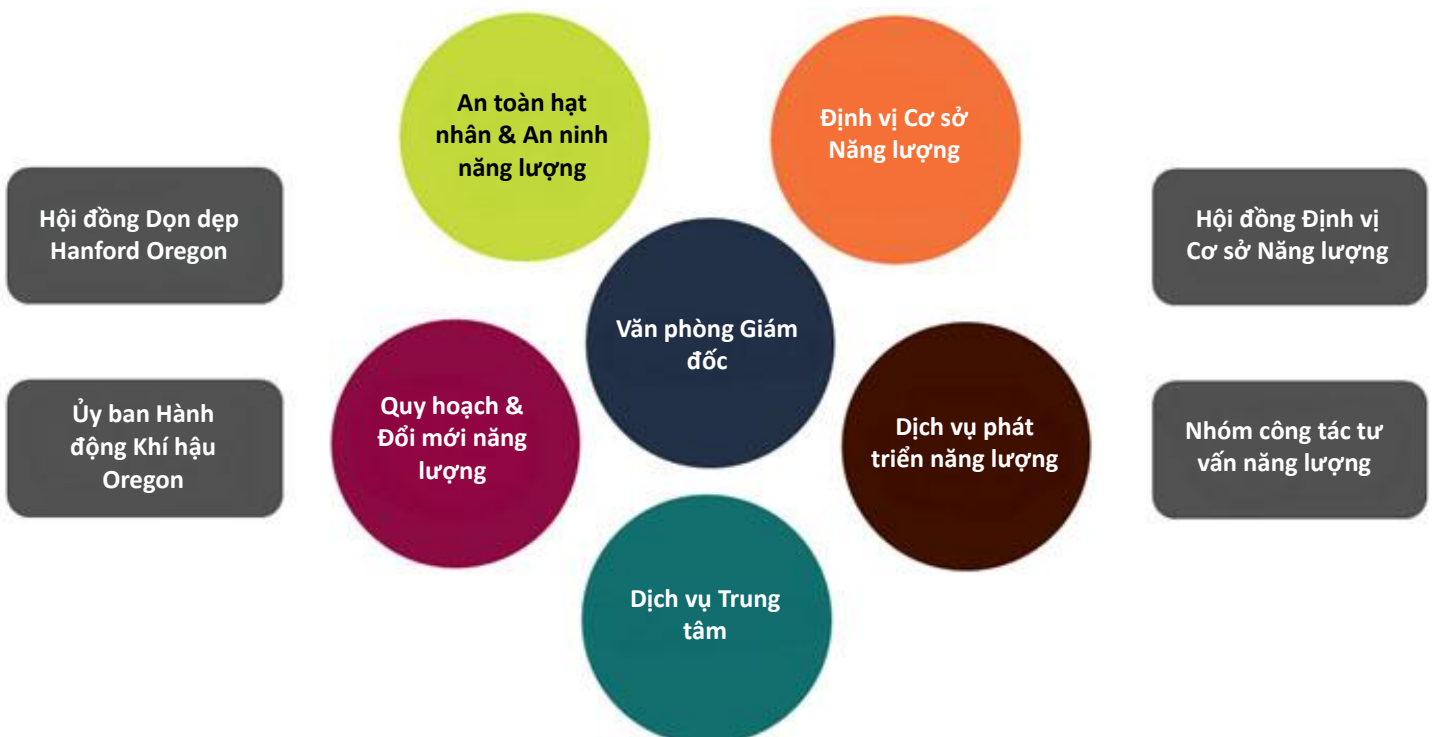 An toàn hạt
nhân & An ninh
năng lượng
Định vị Cơ sở
Năng lượng
Hội đồng Dọn dẹp
Hanford Oregon
Hội đồng Định vị
Cơ sở Năng lượng
Văn phòng Giám
đốc
Ủy ban Hành
động Khí hậu
Oregon
Quy hoạch &
Đổi mới năng
lượng
Dịch vụ phát
triển năng lượng
Nhóm công tác tư
vấn năng lượng
Dịch vụ Trung
tâm